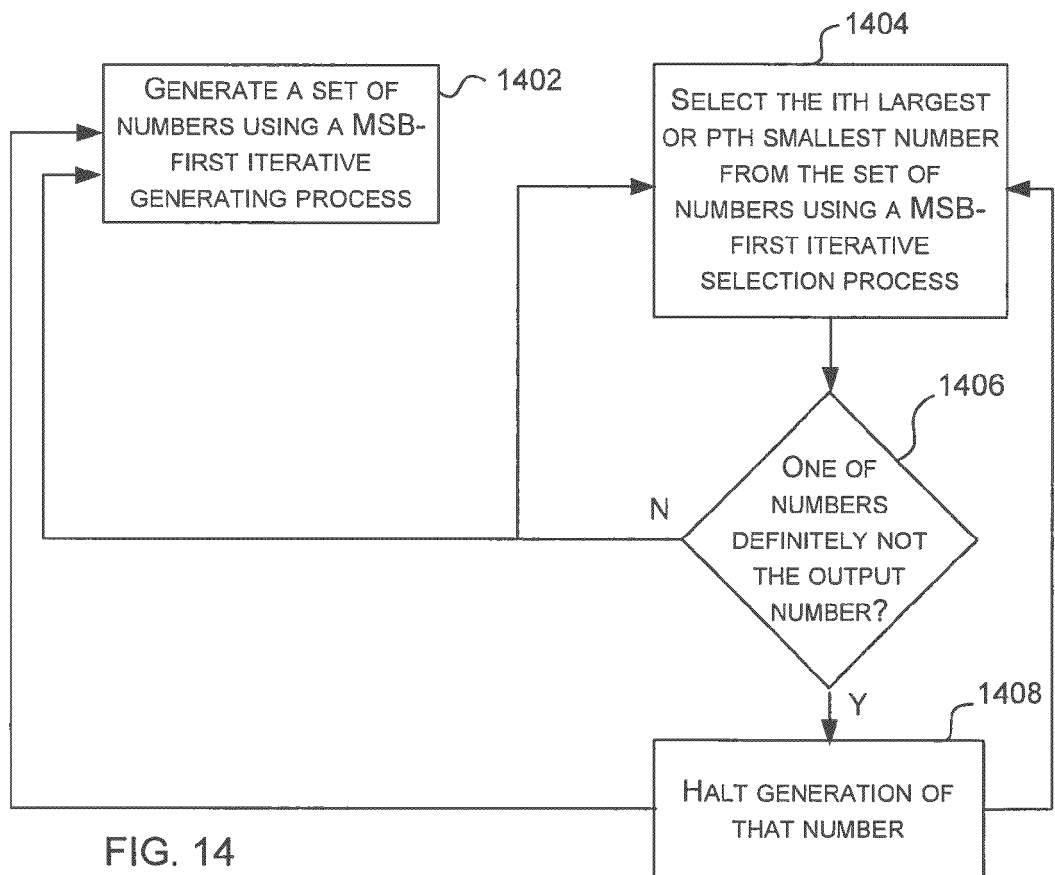 1402
GENERATE A SET OF
NUMBERS USING A MSB-
FIRST ITERATIVE
GENERATING PROCESS
1404
SELECT THE ITH LARGEST
OR PTH SMALLEST NUMBER
FROM THE SET OF
NUMBERS USING A MSB-
FIRST ITERATIVE
SELECTION PROCESS
1406
ONE OF
NUMBERS
DEFINITELY NOT
THE OUTPUT
NUMBER?
N
Y
1408
HALT GENERATION OF
THAT NUMBER
FIG. 14